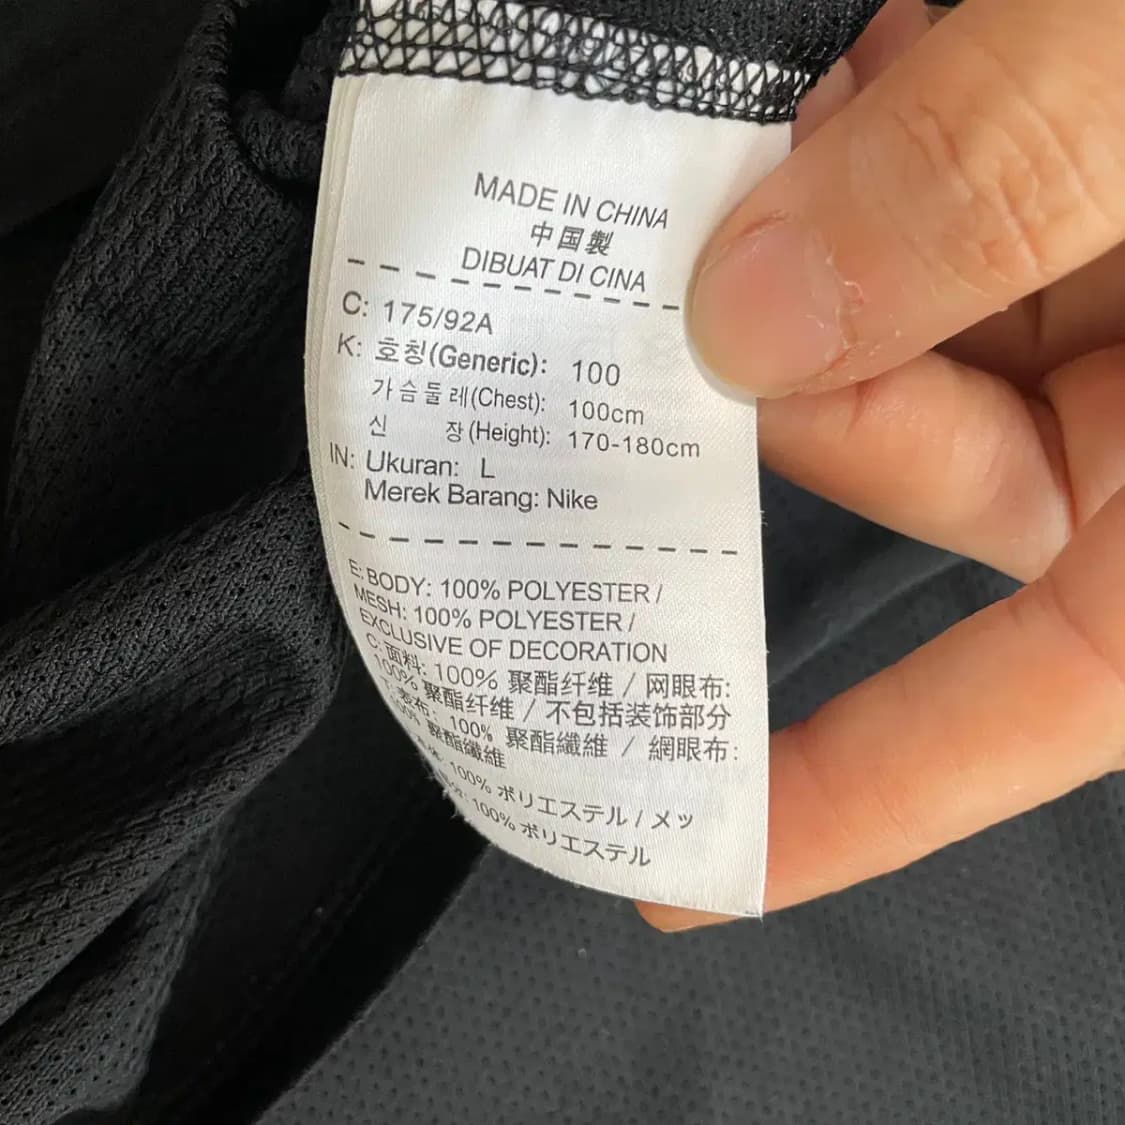 MADE IN CHINA
中国製
DIBUAT DI CINA
C: 175/92A
K: 호칭(Generic): 100
가슴둘레(Chest): 100cm
신 장(Height): 170-180cm
IN: Ukuran: L
Merek Barang: Nike
E: BODY: 100% POLYESTER /
MESH: 100% POLYESTER /
EXCLUSIVE OF DECORATION
C: 面料: 100% 聚酯纤维 / 网眼布:
100% 聚酯纤维 / 不包括装饰部分
表布: 100% 聚酯纖維 / 網眼布:
100% 聚酯纖維
100% ポリエステル / メッ
100% ポリエステル